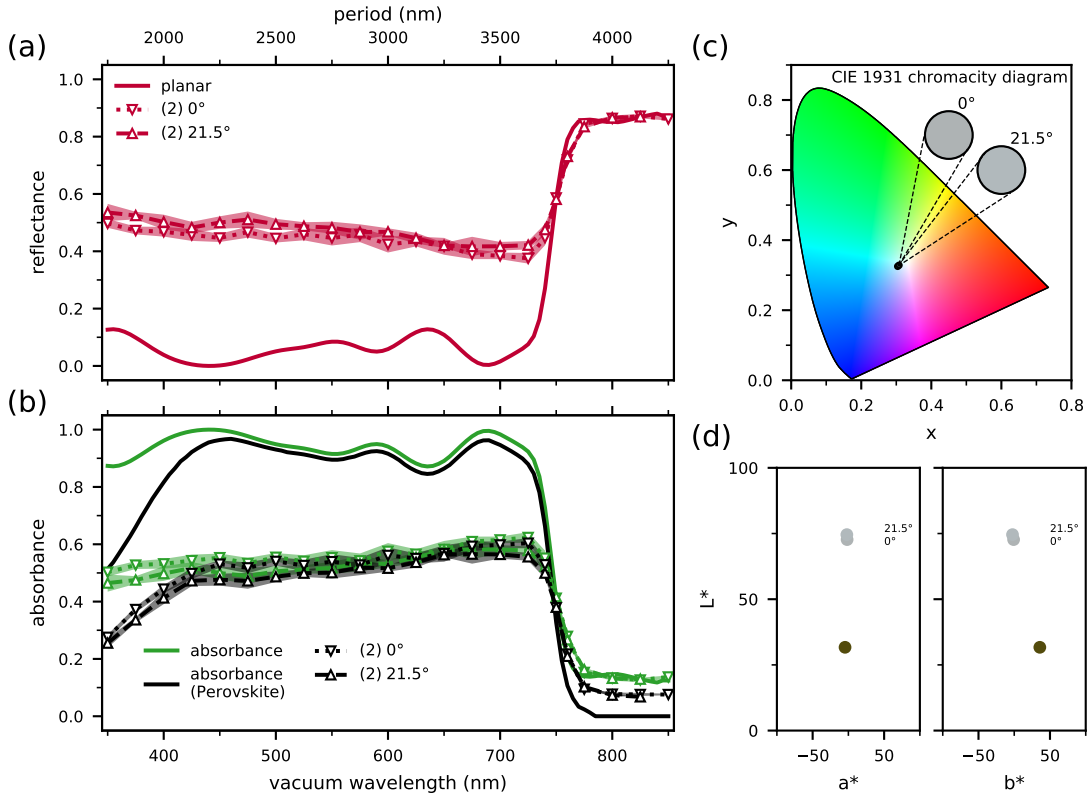 period (nm)
(a)
2000 2500 3000 3500 4000
1.0
0.8
0.6
0.4
0.2
0.0
reflectance
planar
(2) 0°
(2) 21.5°
(b)
1.0
0.8
0.6
0.4
0.2
0.0
absorbance
absorbance
absorbance
(Perovskite)
(2) 0°
(2) 21.5°
400 500 600 700
vacuum wavelength (nm)
(c)
CIE 1931 chromacity diagram
0°
21.5°
0.8
0.6
0.4
0.2
0.0
y
0.0 0.2 0.4 0.6 0.8
x
(d)
100
50
0
L*
21.5°
0°
21.5°
0°
−50 50
−50 50
a*
b*